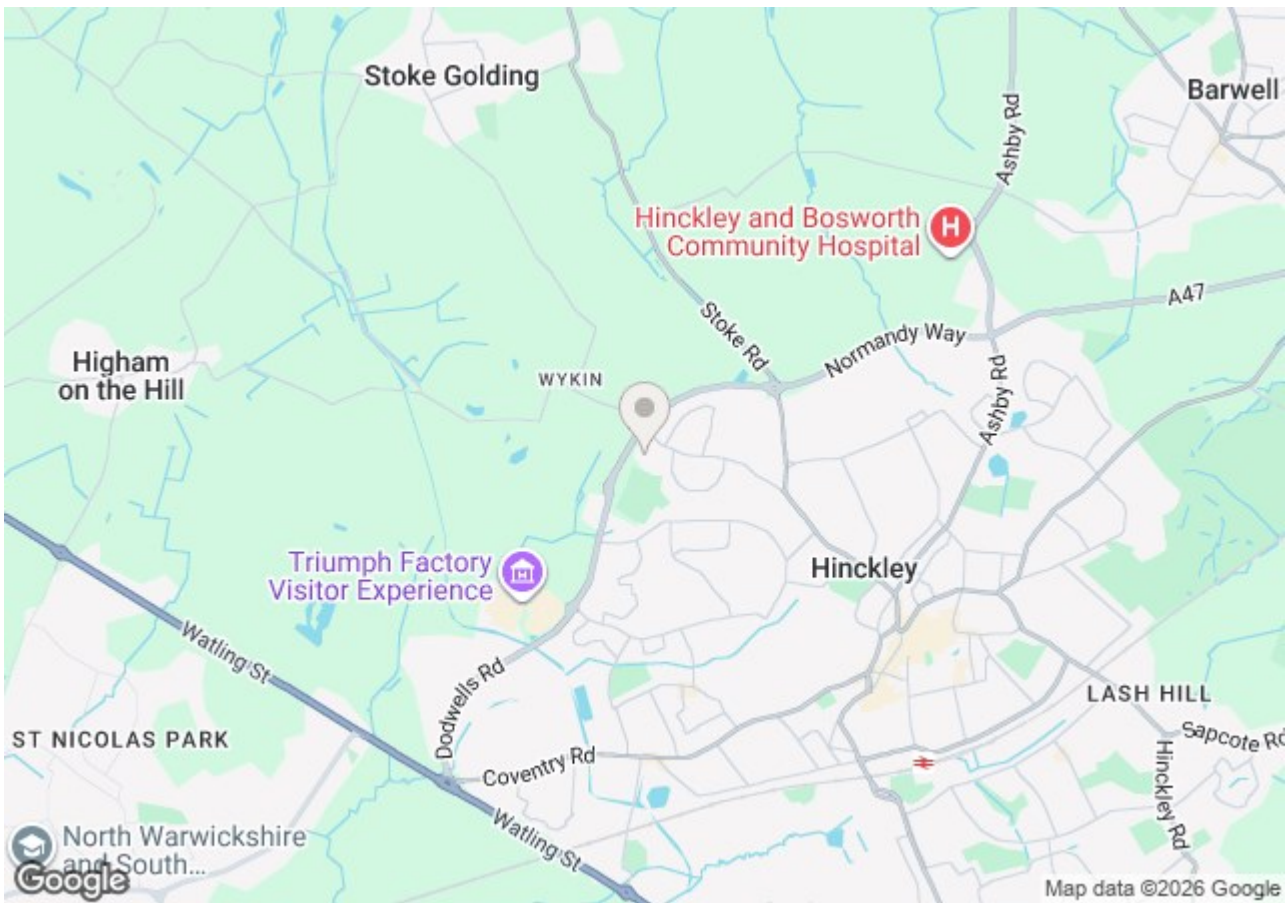 Stoke Golding
Barwell
Ashby Rd
Hinckley and Bosworth
Community Hospital
H
A47
Stoke Rd
Normandy Way
Higham
on the Hill
WYKIN
Ashby Rd
Triumph Factory
Visitor Experience
Hinckley
Watling St
Dodwells Rd
LASH HILL
ST NICOLAS PARK
Sapcote Rd
Coventry Rd
Hinckley Rd
Watling St
North Warwickshire
and South...
Google
Map data ©2026 Google